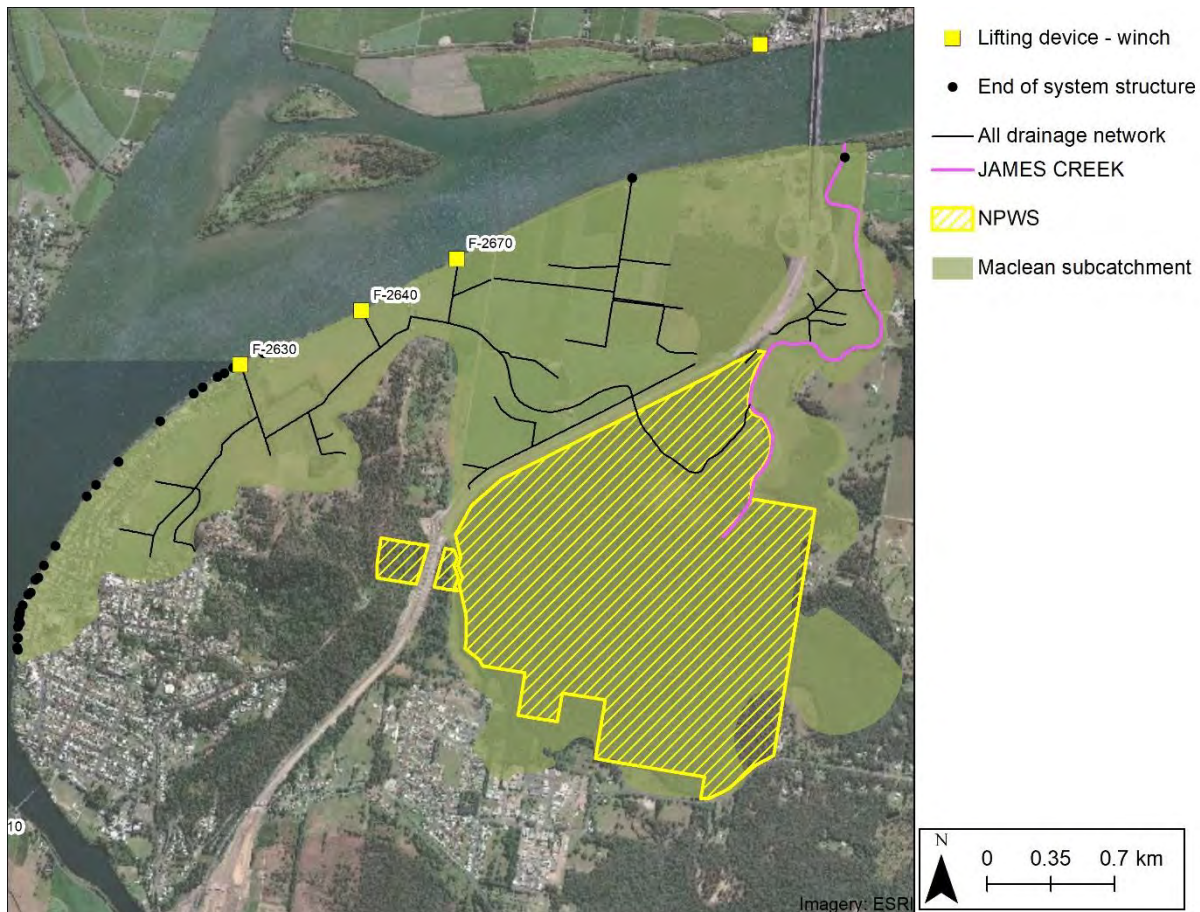 Lifting device - winch
End of system structure
All drainage network
JAMES CREEK
NPWS
Maclean subcatchment
F-2670
F-2640
F-2630
10
N
0 0.35 0.7 km
Imagery: ESRI